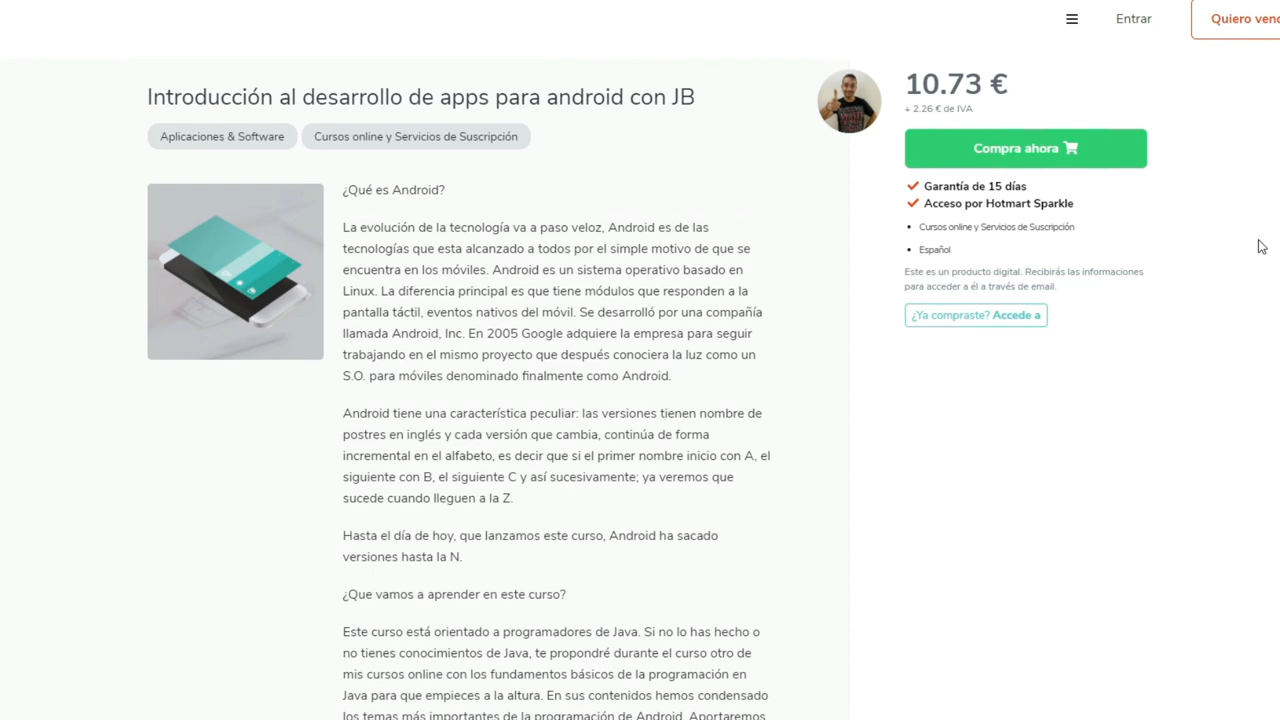 Entrar
Introducción al desarrollo de apps para android con JB
Aplicaciones & Software
Cursos online y Servicios de Suscripción
¿Qué es Android?
La evolución de la tecnología va a paso veloz, Android es de las
tecnologías que esta alcanzado a todos por el simple motivo de que se
encuentra en los móviles. Android es un sistema operativo basado en
Linux. La diferencia principal es que tiene módulos que responden a la
pantalla táctil, eventos nativos del móvil. Se desarrolló por una compañía
llamada Android, Inc. En 2005 Google adquiere la empresa para seguir
trabajando en el mismo proyecto que después conociera la luz como un
S.O. para móviles denominado finalmente como Android.
Android tiene una característica peculiar: las versiones tienen nombre de
postres en inglés y cada versión que cambia, continúa de forma
incremental en el alfabeto, es decir que si el primer nombre inicio con A, el
siguiente con B, el siguiente C y así sucesivamente; ya veremos que
sucede cuando lleguen a la Z.
Hasta el día de hoy, que lanzamos este curso, Android ha sacado
versiones hasta la N.
¿Que vamos a aprender en este curso?
Este curso está orientado a programadores de Java. Si no lo has hecho o
no tienes conocimientos de Java, te propondré durante el curso otro de
mis cursos online con los fundamentos básicos de la programación en
Java para que empieces a la altura. En sus contenidos hemos condensado
los temas más importantes de la programación de Android. Aportaremos
Quiero venc
10.73 €
+ 2.26 € de IVA
Compra ahora
Garantía de 15 días
Acceso por Hotmart Sparkle
Cursos online y Servicios de Suscripción
Español
Este es un producto digital. Recibirás las informaciones
para acceder a él a través de email.
¿Ya compraste? Accede a